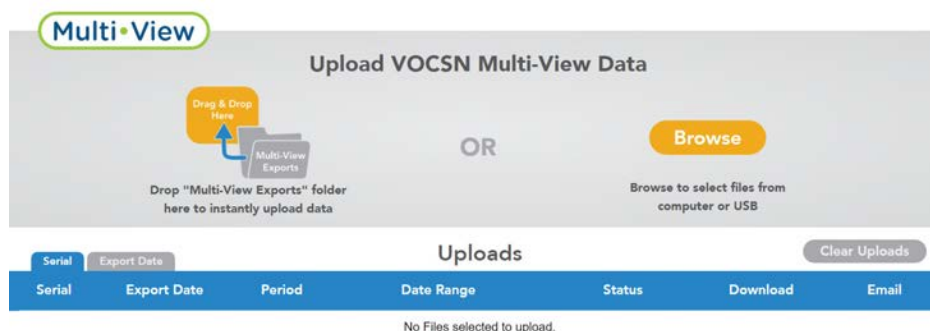 Multi•View
Upload VOCSN Multi-View Data
Drag & Drop
Here
Multi-View
Exports
Drop "Multi-View Exports" folder
here to instantly upload data
OR
Browse
Browse to select files from
computer or USB
Serial
Export Date
Uploads
Clear Uploads
Serial Export Date Period Date Range Status Download Email
No Files selected to upload.